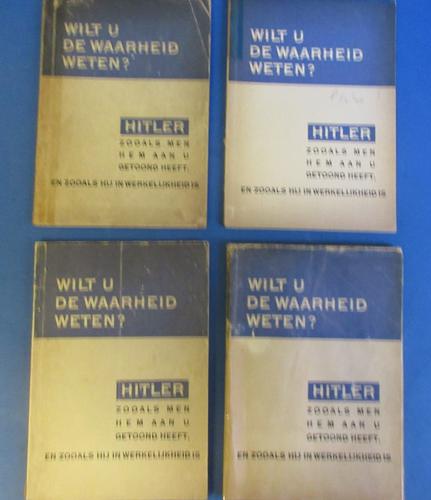 WILT U
DE WAARHEID
WETEN?
HITLER
ZOOALS MEN
HEM AAN U
GETOOND HEEFT,
EN ZOOALS HIJ IN WERKELIJKHEID IS
WILT U
DE WAARHEID
WETEN?
HITLER
ZOOALS MEN
HEM AAN U
GETOOND HEEFT,
EN ZOOALS HIJ IN WERKELIJKHEID IS
WILT U
DE WAARHEID
WETEN?
HITLER
ZOOALS MEN
HEM AAN U
GETOOND HEEFT,
EN ZOOALS HIJ IN WERKELIJKHEID IS
WILT U
DE WAARHEID
WETEN?
HITLER
ZOOALS MEN
HEM AAN U
GETOOND HEEFT,
EN ZOOALS HIJ IN WERKELIJKHEID IS